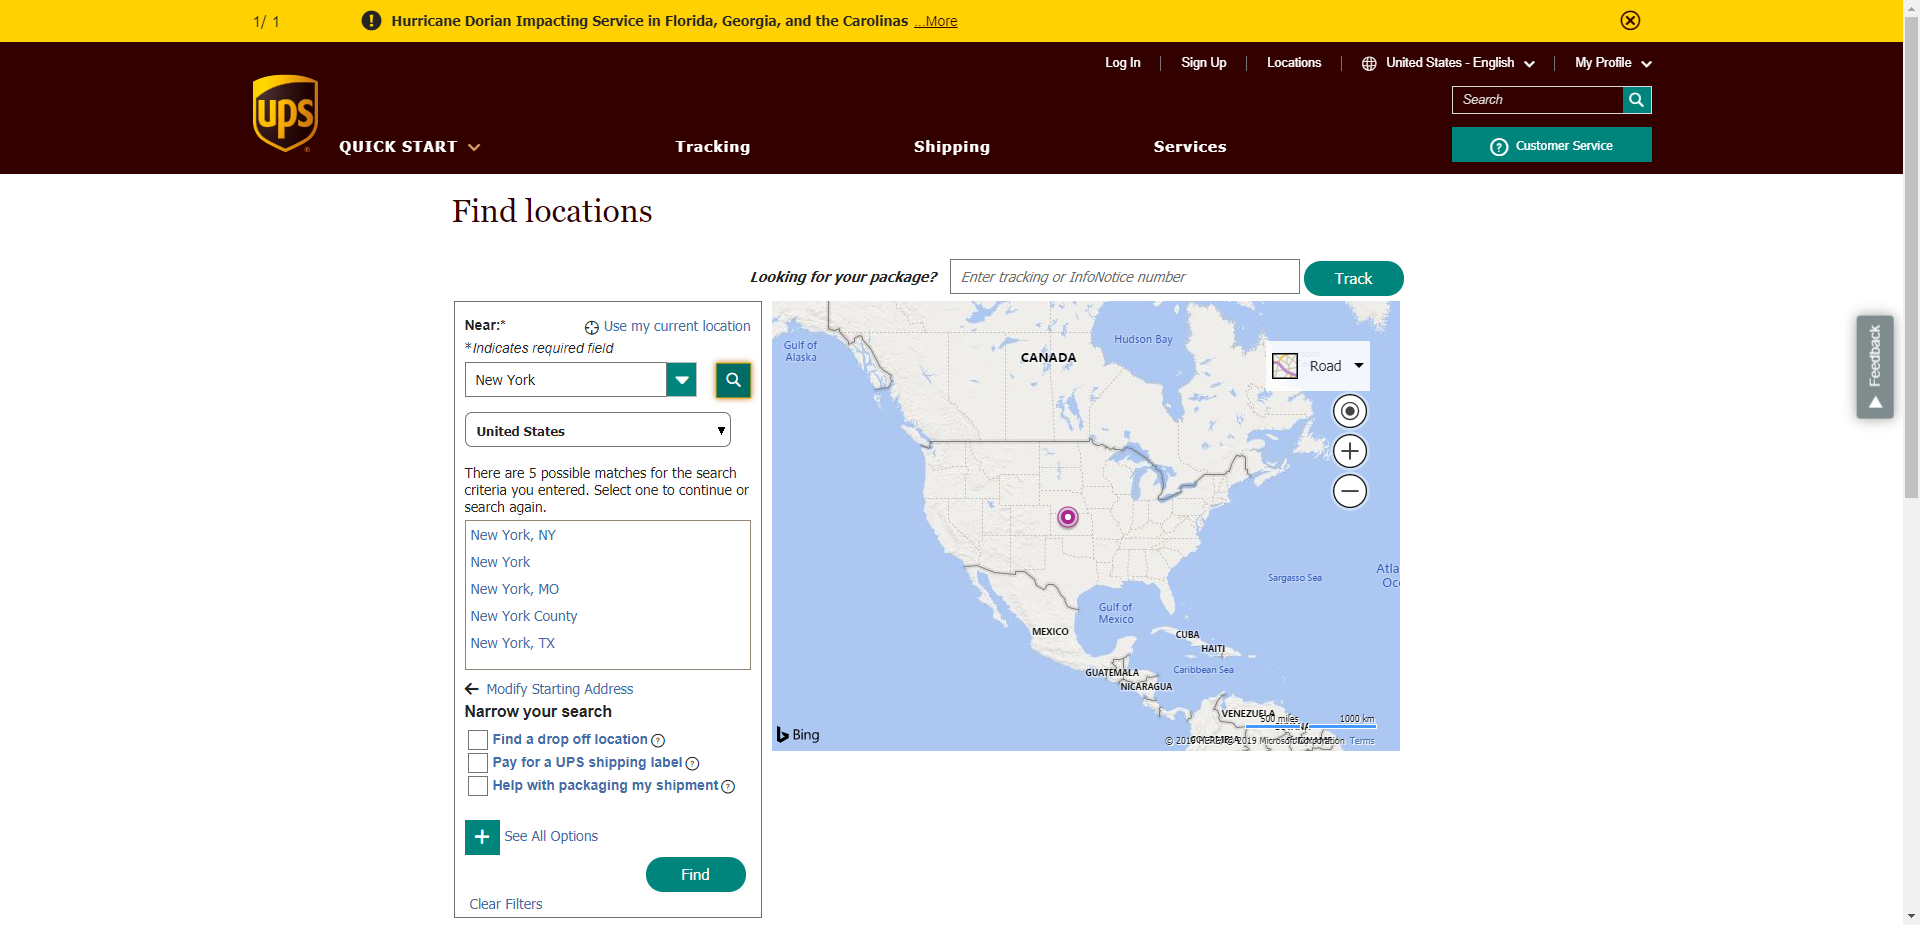 1/ 1
Hurricane Dorian Impacting Service in Florida, Georgia, and the Carolinas ...More
Log In
Sign Up
Locations
United States - English
My Profile
Search
ups
QUICK START
Tracking
Shipping
Services
Customer Service
Find locations
Looking for your package?
Enter tracking or InfoNotice number
Track
Near:*
Use my current location
*Indicates required field
New York
United States
There are 5 possible matches for the search
criteria you entered. Select one to continue or
search again.
New York, NY
New York
New York, MO
New York County
New York, TX
Modify Starting Address
Narrow your search
Find a drop off location
Pay for a UPS shipping label
Help with packaging my shipment
See All Options
Find
Clear Filters
Gulf of
Alaska
CANADA
Hudson Bay
Road
Sargasso Sea
Gulf of
Mexico
MEXICO
CUBA
HAITI
GUATEMALA
Caribbean Sea
NICARAGUA
VENEZUELA
500 miles
1000 km
Bing
Microsoft Corporation
Terms
Feedback